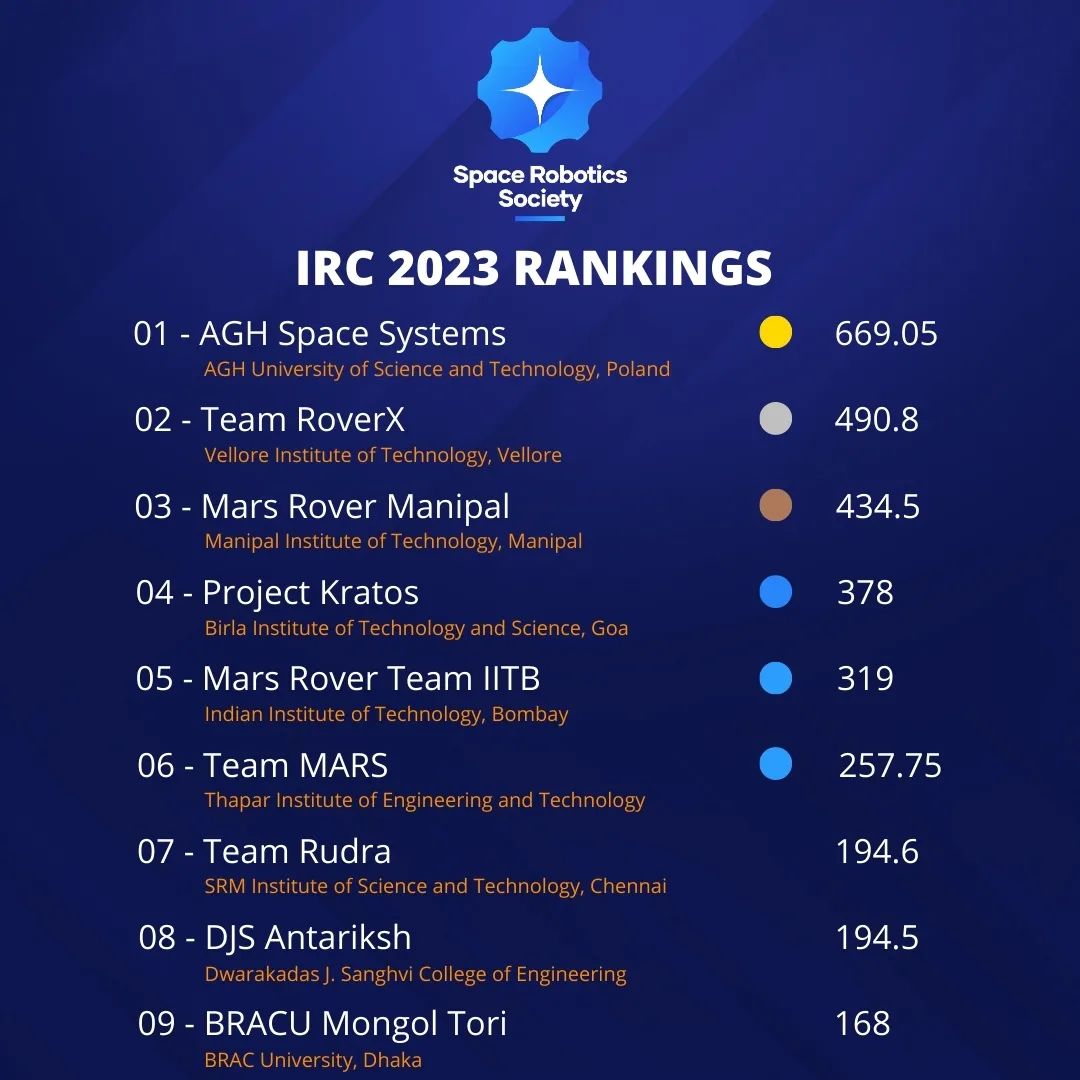 Space Robotics
Society
IRC 2023 RANKINGS
01 - AGH Space Systems 669.05
AGH University of Science and Technology, Poland
02 - Team RoverX 490.8
Vellore Institute of Technology, Vellore
03 - Mars Rover Manipal 434.5
Manipal Institute of Technology, Manipal
04 - Project Kratos 378
Birla Institute of Technology and Science, Goa
05 - Mars Rover Team IITB 319
Indian Institute of Technology, Bombay
06 - Team MARS 257.75
Thapar Institute of Engineering and Technology
07 - Team Rudra 194.6
SRM Institute of Science and Technology, Chennai
08 - DJS Antariksh 194.5
Dwarakadas J. Sanghvi College of Engineering
09 - BRACU Mongol Tori 168
BRAC University, Dhaka